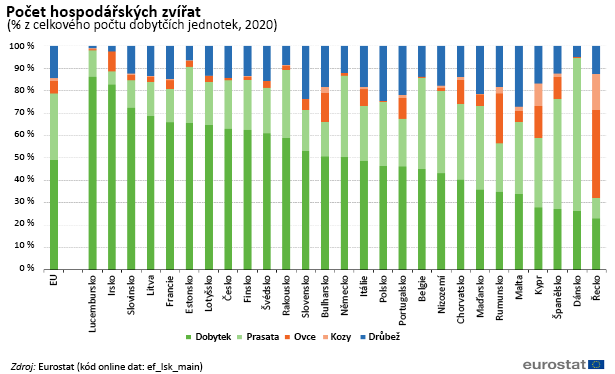 Počet hospodářských zvířat
(% z celkového počtu dobytčích jednotek, 2020)
100 %
90 %
80 %
70 %
60 %
50 %
40 %
30 %
20 %
10 %
0 %
EU
Lucembursko
Irsko
Slovinsko
Litva
Francie
Estonsko
Lotyšsko
Česko
Finsko
Švédsko
Rakousko
Slovensko
Bulharsko
Německo
Itálie
Polsko
Portugalsko
Belgie
Nizozemí
Chorvatsko
Maďarsko
Rumunsko
Malta
Kypr
Španělsko
Dánsko
Řecko
Dobytek Prasata Ovce Kozy Drůbež
Zdroj: Eurostat (kód online dat: ef_lsk_main)
eurostat